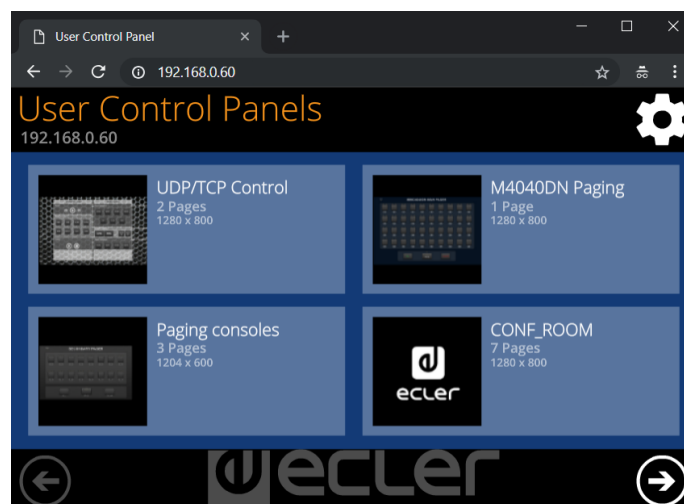 User Control Panel
192.168.0.60
User Control Panels
192.168.0.60
UDP/TCP Control
2 Pages
1280 x 800
M4040DN Paging
1 Page
1280 x 800
Paging consoles
3 Pages
1204 x 600
CONF_ROOM
7 Pages
1280 x 800
ecler
ecler